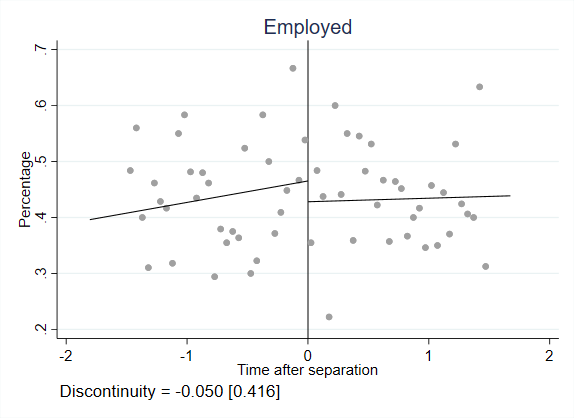 Employed
Percentage
.7
.6
.5
.4
.3
.2
-2 -1 0 1 2
Time after separation
Discontinuity = -0.050 [0.416]